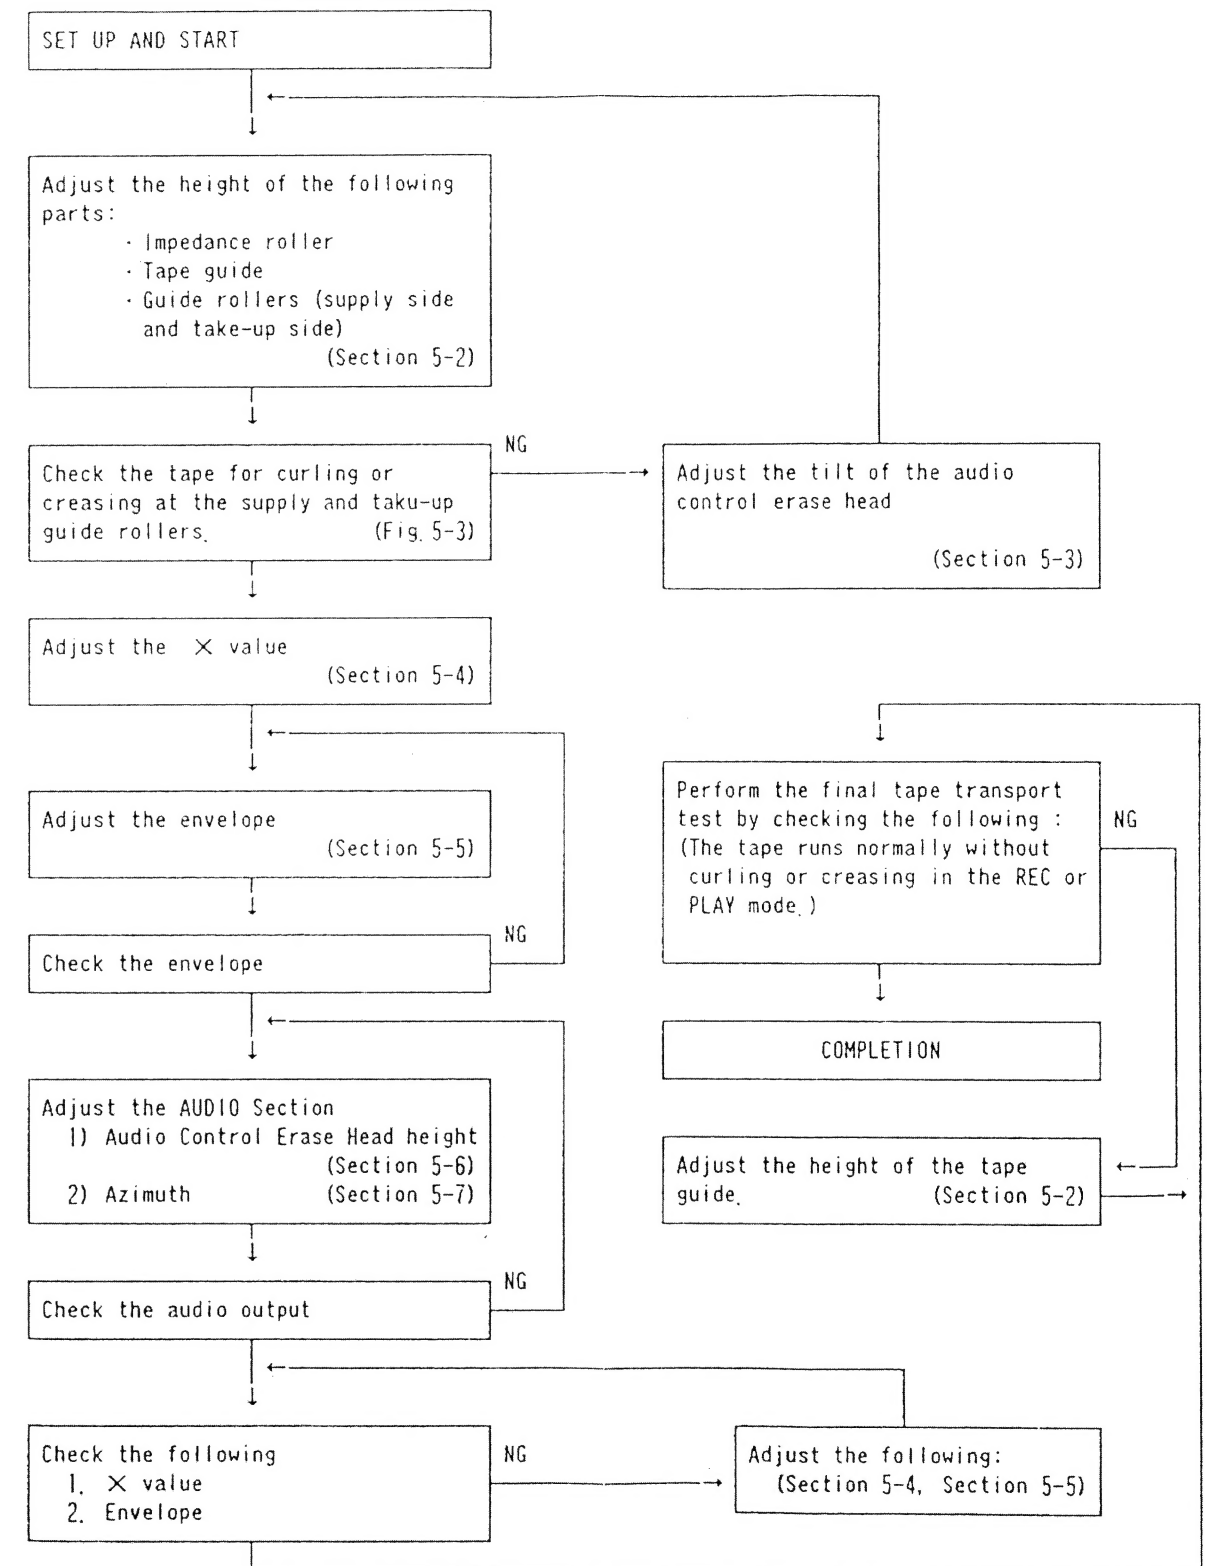 SET UP AND START
Adjust the height of the following
parts:
· Impedance roller
· Tape guide
· Guide rollers (supply side
and take-up side)
(Section 5-2)
NG
Check the tape for curling or
creasing at the supply and taku-up
guide rollers. (Fig. 5-3)
Adjust the tilt of the audio
control erase head
(Section 5-3)
Adjust the X value
(Section 5-4)
Adjust the envelope
(Section 5-5)
NG
Check the envelope
Adjust the AUDIO Section
1) Audio Control Erase Head height
(Section 5-6)
2) Azimuth (Section 5-7)
NG
Check the audio output
Check the following
1. X value
2. Envelope
NG
Adjust the following:
(Section 5-4, Section 5-5)
Perform the final tape transport
test by checking the following :
(The tape runs normally without
curling or creasing in the REC or
PLAY mode.)
NG
COMPLETION
Adjust the height of the tape
guide. (Section 5-2)